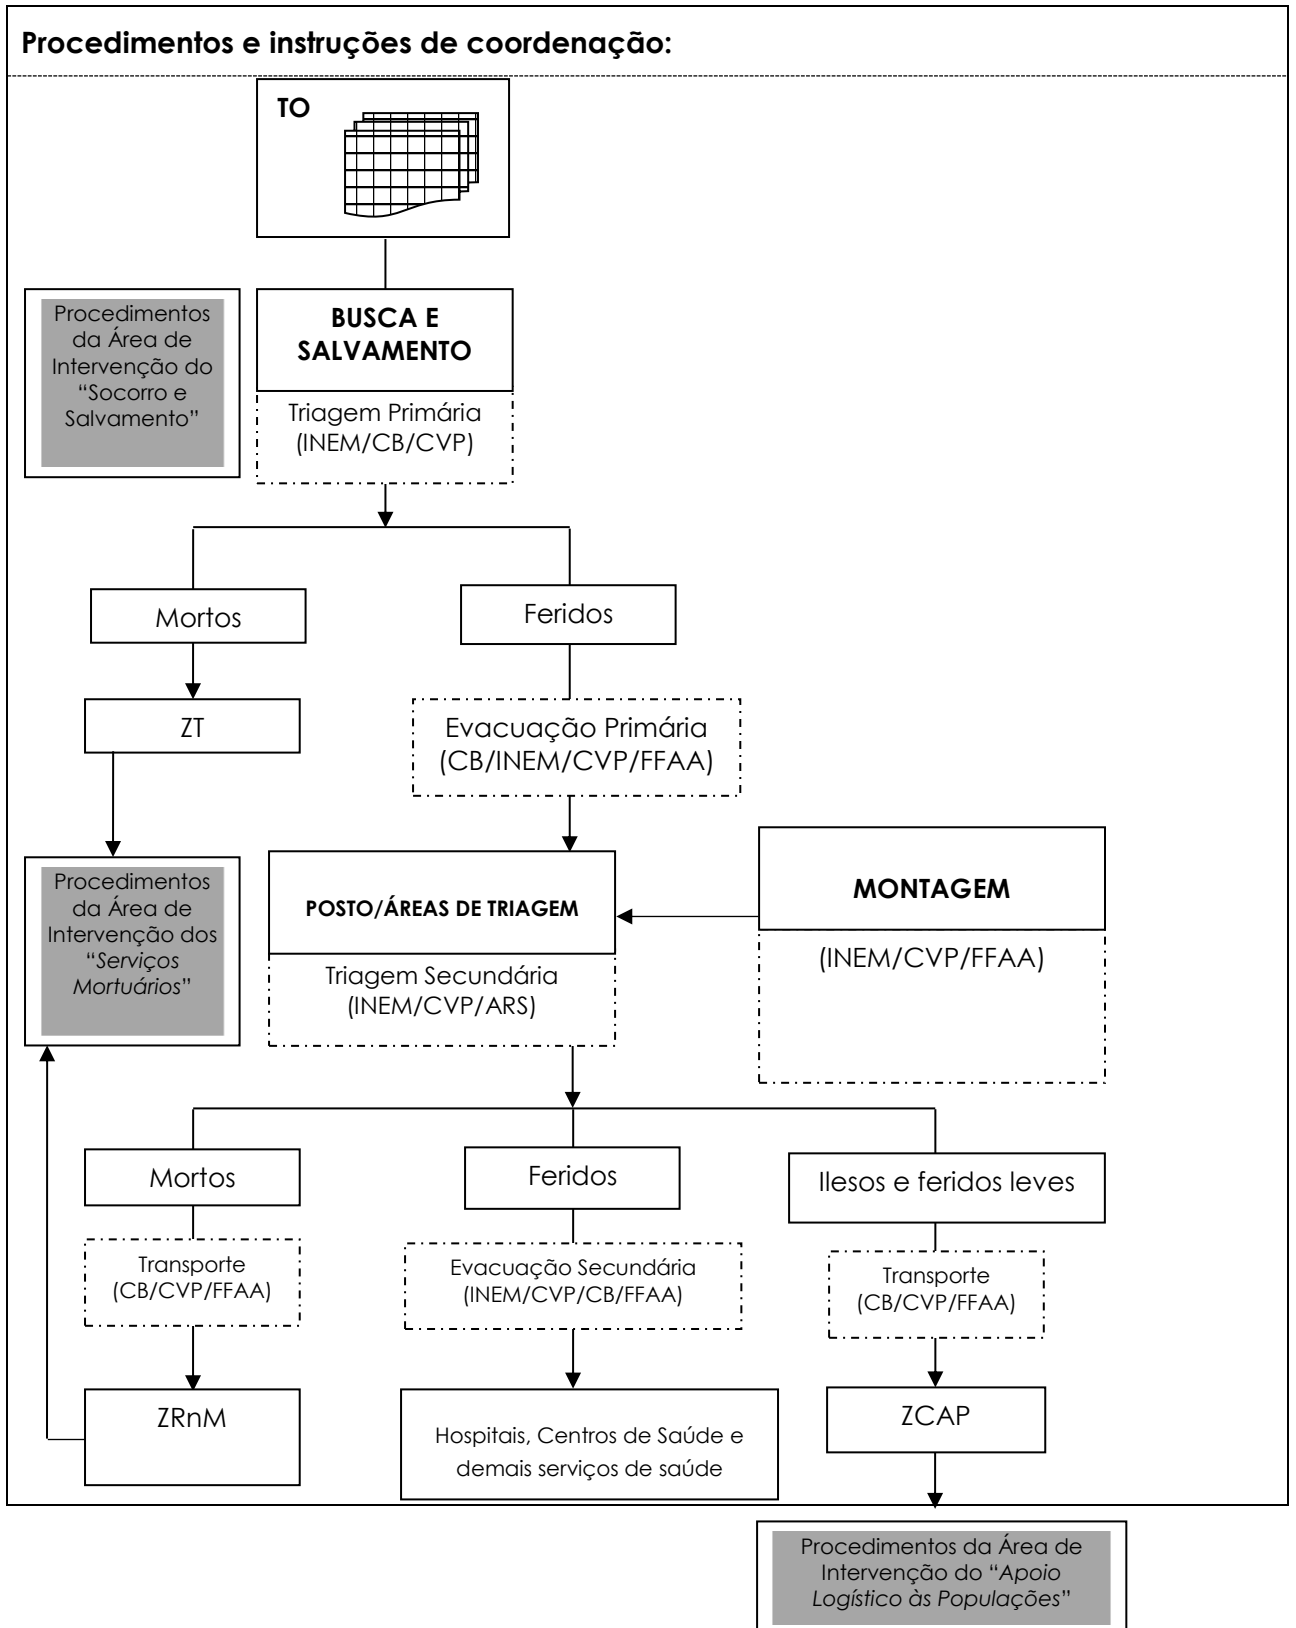 Procedimentos e instruções de coordenação:
TO
Procedimentos
da Área de
Intervenção do
“Socorro e
Salvamento”
BUSCA E
SALVAMENTO
Triagem Primária
(INEM/CB/CVP)
Mortos
Feridos
ZT
Evacuação Primária
(CB/INEM/CVP/FFAA)
Procedimentos
da Área de
Intervenção dos
“Serviços
Mortuários”
POSTO/ÁREAS DE TRIAGEM
Triagem Secundária
(INEM/CVP/ARS)
MONTAGEM
(INEM/CVP/FFAA)
Mortos
Feridos
Ilesos e feridos leves
Transporte
(CB/CVP/FFAA)
Evacuação Secundária
(INEM/CVP/CB/FFAA)
Transporte
(CB/CVP/FFAA)
ZRnM
Hospitais, Centros de Saúde e
demais serviços de saúde
ZCAP
Procedimentos da Área de
Intervenção do “Apoio
Logístico às Populações”